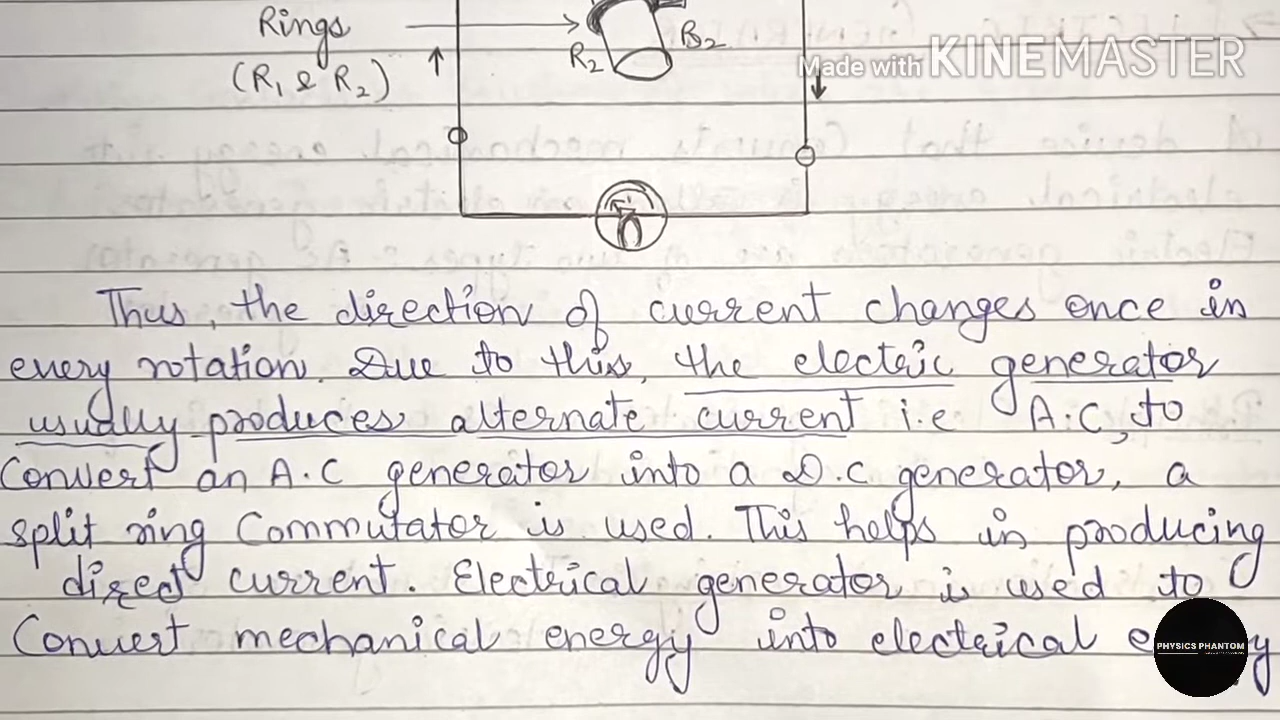 Rings
(R₁ & R₂)
R₂
B₂
Made with KINEMASTER
Thus, the direction of current changes once in
every rotation. Due to this, the electric generator
usually produces alternate current i.e A.C, to
Convert an A.C generator into a D.C generator, a
split ring Commutator is used. This helps in producing
direct current. Electrical generator is used to
Convert mechanical energy into electrical
PHYSICS PHANTOM